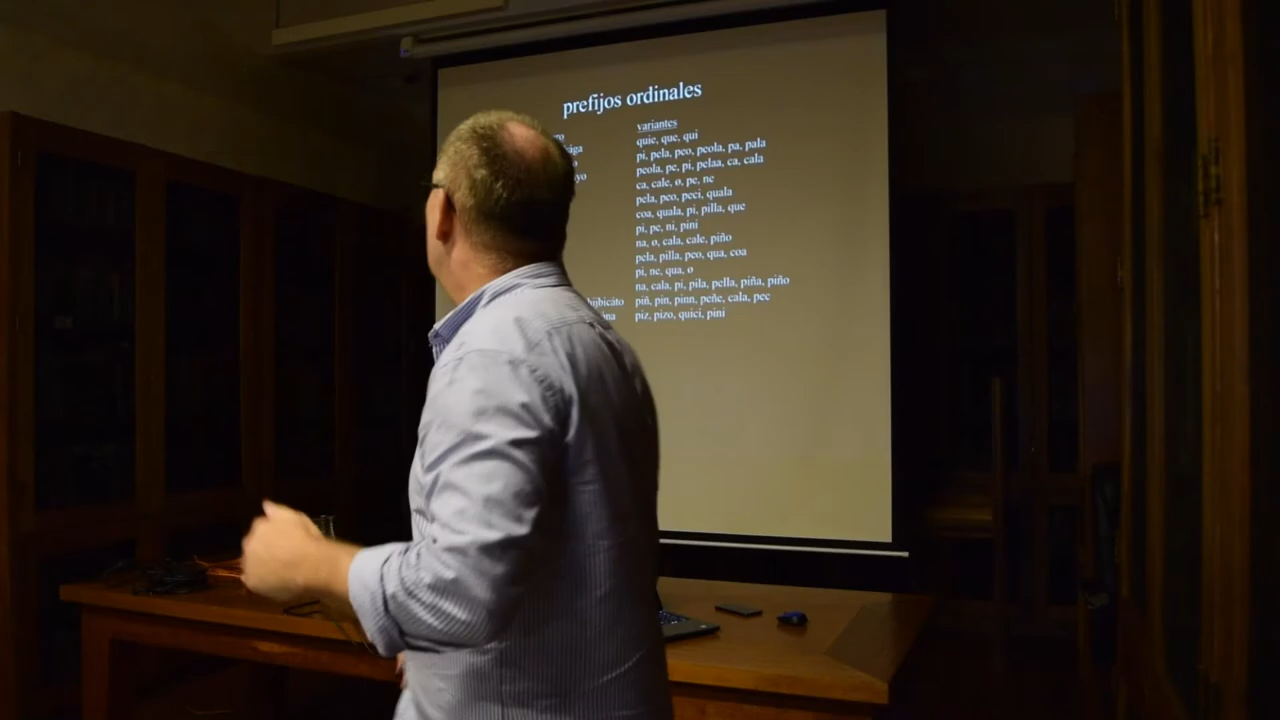 prefijos ordinales
variantes
quie, que, qui
pi, pela, peo, peola, pa, pala
peola, pe, pi, pelaa, ca, cala
ca, cale, o, pe, ne
pela, peo, peci, quala
coa, quala, pi, pilla, que
pi, pe, ni, pini
na, o, cala, cale, piño
pela, pilla, peo, qua, coa
pi, ne, qua, o
na, cala, pi, pila, pella, piña, piño
piñ, pin, pinn, peñe, cala, pec
piz, pizo, quici, pini